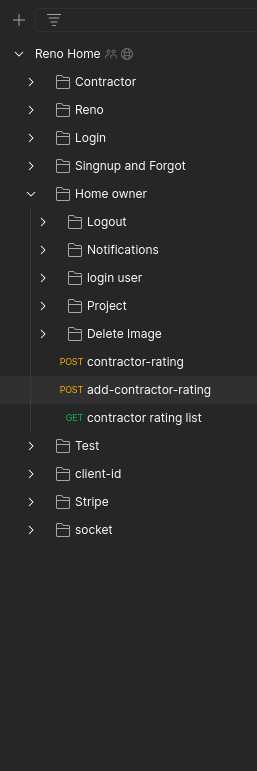 Reno Home
Contractor
Reno
Login
Singnup and Forgot
Home owner
Logout
Notifications
login user
Project
Delete Image
POST contractor-rating
POST add-contractor-rating
GET contractor rating list
Test
client-id
Stripe
socket